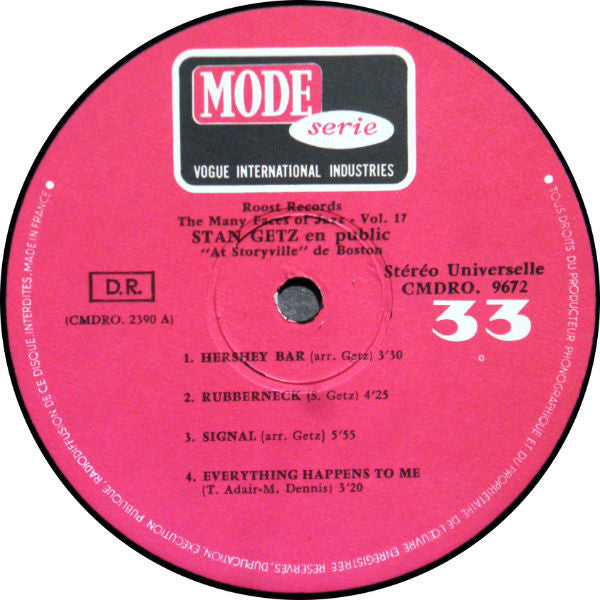 MODE
serie
VOGUE INTERNATIONAL INDUSTRIES
Roost Records
The Many Faces of Jazz - Vol. 17
STAN GETZ en public
"At Storyville" de Boston
D.R.
(CMDRO. 2390 A)
Stéréo Universelle
CMDRO. 9672
33
1. HERSHEY BAR (arr. Getz) 3'30
2. RUBBERNECK (S. Getz) 4'25
3. SIGNAL (arr. Getz) 5'55
4. EVERYTHING HAPPENS TO ME
(T. Adair-M. Dennis) 3'20
• TOUS DROITS DU PRODUCTEUR PHONOGRAPHIQUE ET DU PROPRIETAIRE DE L'ŒUVRE ENREGISTREE RESERVES, DUPLICATION, EXECUTION PUBLIQUE, RADIODIFFUSION DE CE DISQUE, INTERDITES. MADE IN FRANCE •